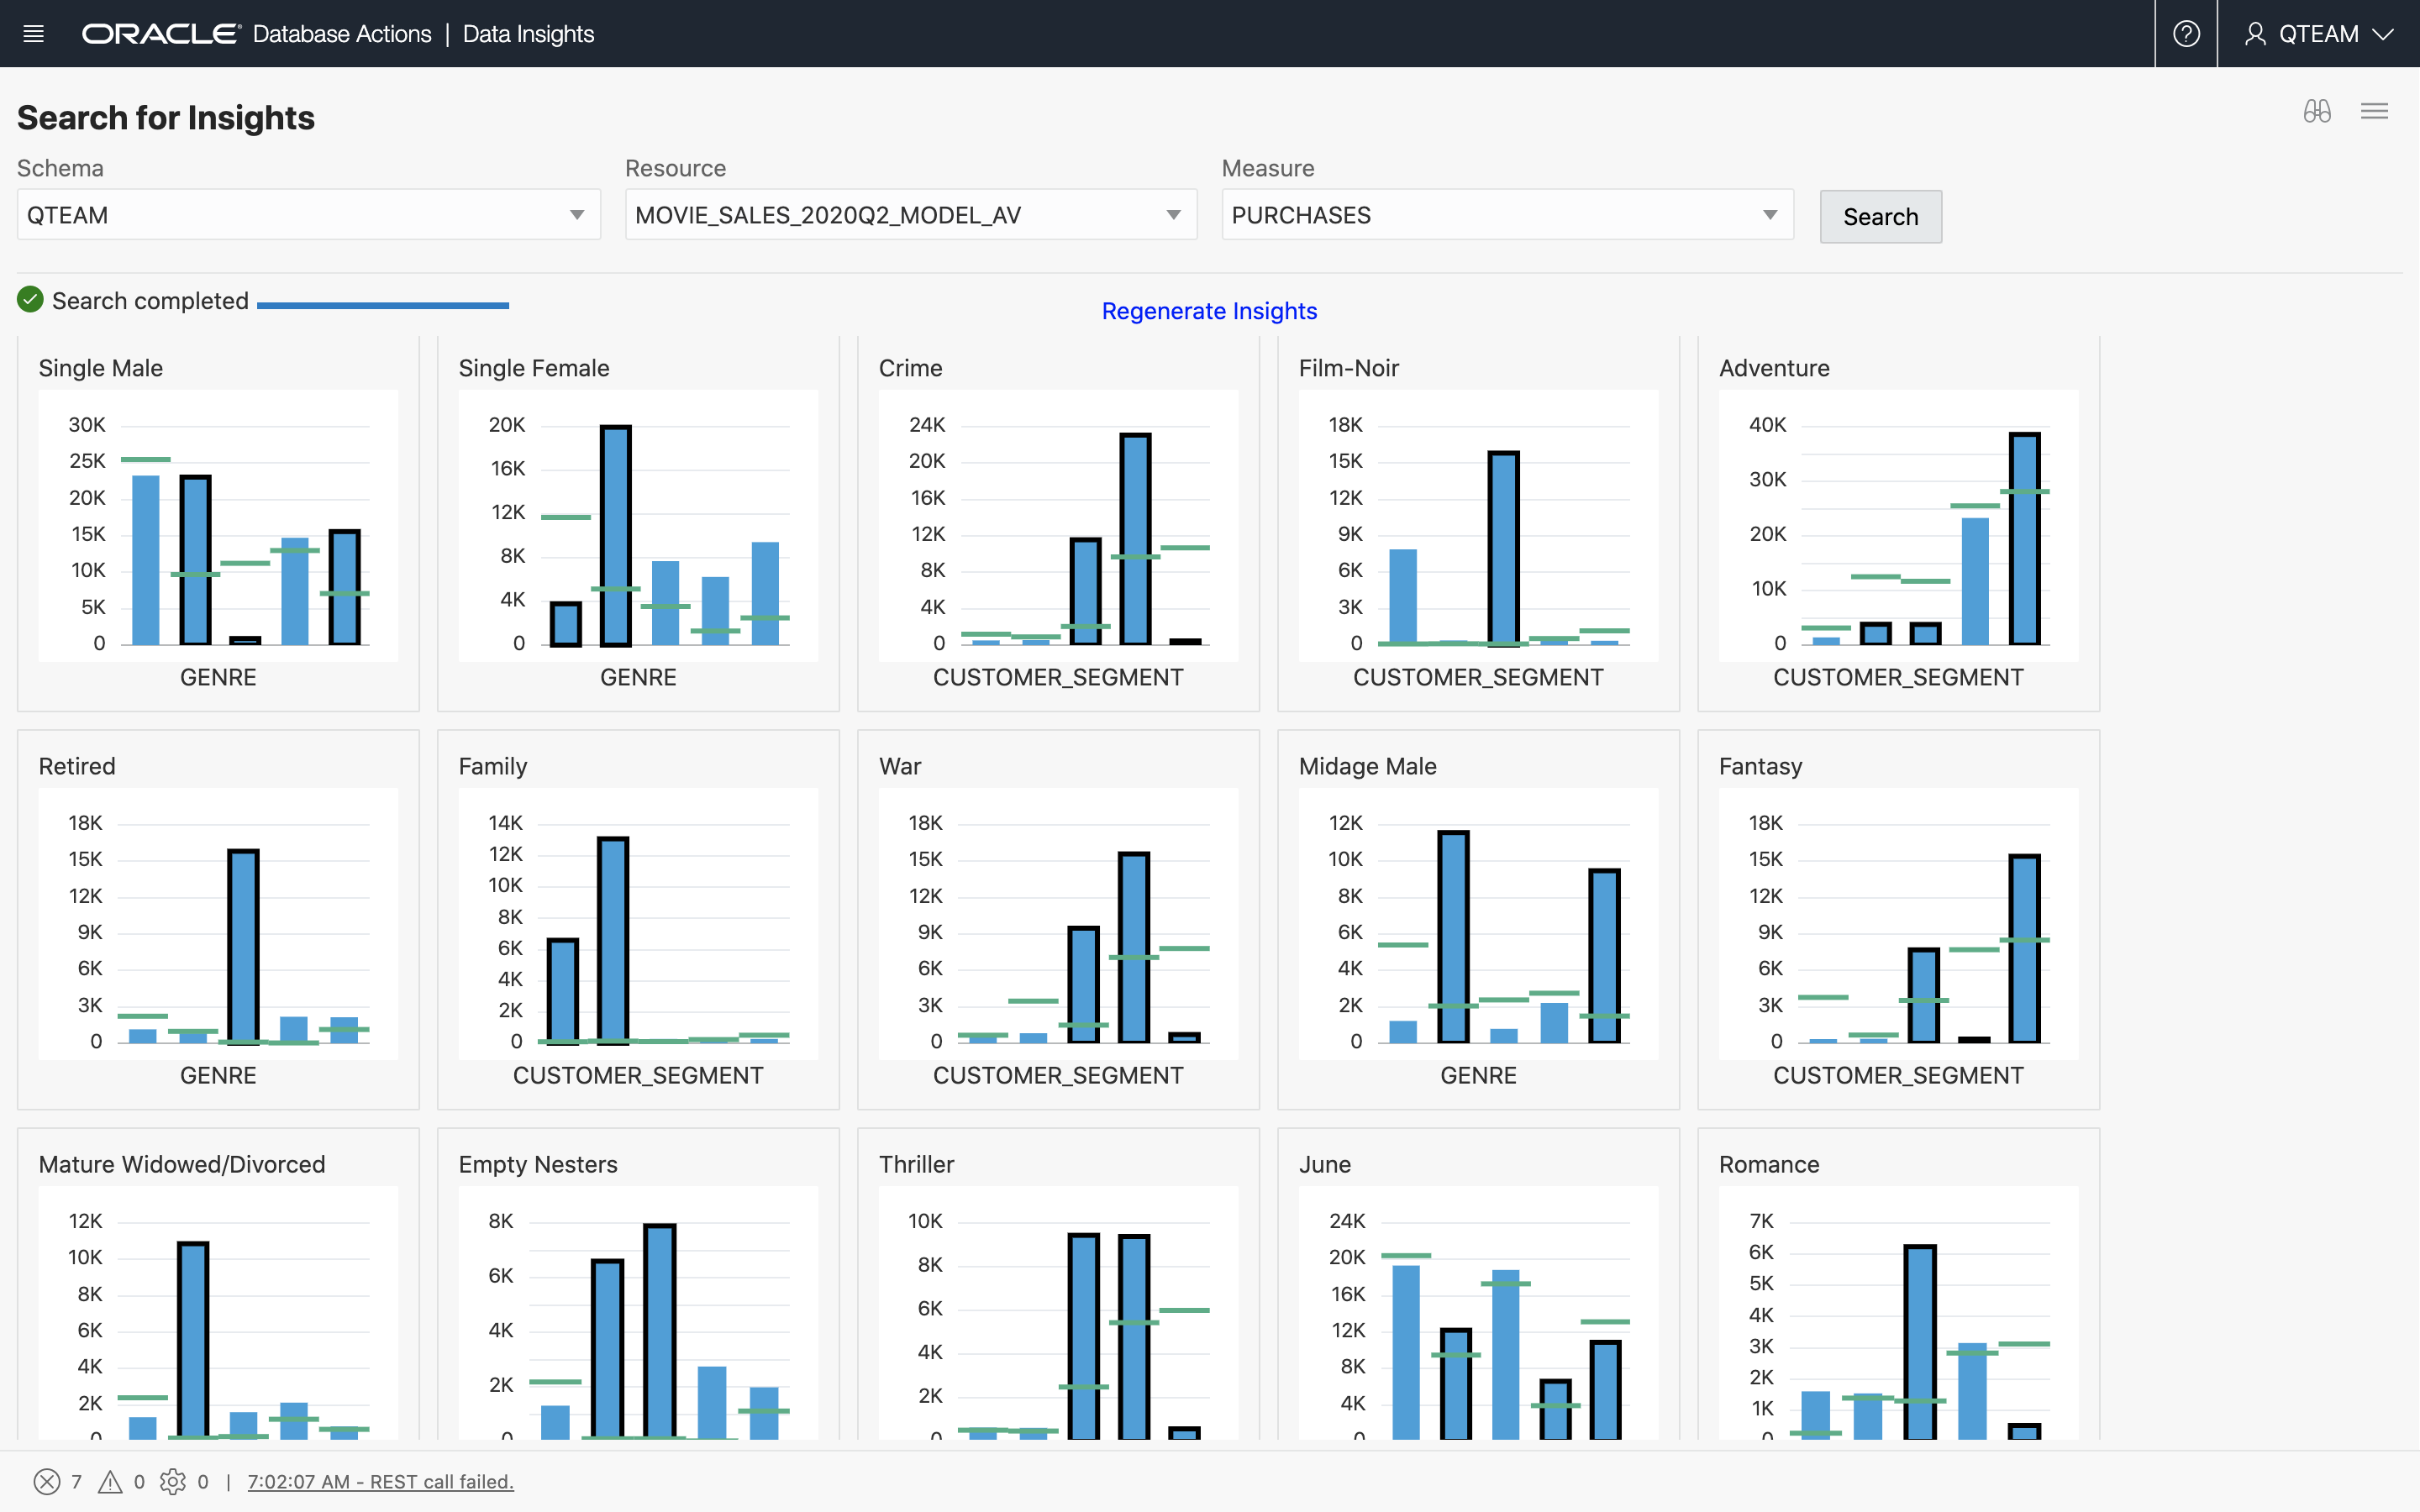 ORACLE® Database Actions | Data Insights
QTEAM
Search for Insights
Schema
Resource
Measure
QTEAM
MOVIE_SALES_2020Q2_MODEL_AV
PURCHASES
Search
Search completed
Regenerate Insights
Single Male
30K
25K
20K
15K
10K
5K
0
GENRE
Single Female
20K
16K
12K
8K
4K
0
GENRE
Crime
24K
20K
16K
12K
8K
4K
0
CUSTOMER_SEGMENT
Film-Noir
18K
15K
12K
9K
6K
3K
0
CUSTOMER_SEGMENT
Adventure
40K
30K
20K
10K
0
CUSTOMER_SEGMENT
Retired
18K
15K
12K
9K
6K
3K
0
GENRE
Family
14K
12K
10K
8K
6K
4K
2K
0
CUSTOMER_SEGMENT
War
18K
15K
12K
9K
6K
3K
0
CUSTOMER_SEGMENT
Midage Male
12K
10K
8K
6K
4K
2K
0
GENRE
Fantasy
18K
15K
12K
9K
6K
3K
0
CUSTOMER_SEGMENT
Mature Widowed/Divorced
12K
10K
8K
6K
4K
2K
0
Empty Nesters
8K
6K
4K
2K
0
Thriller
10K
8K
6K
4K
2K
0
June
24K
20K
16K
12K
8K
4K
0
Romance
7K
6K
5K
4K
3K
2K
1K
0
7 0 0 | 7:02:07 AM - REST call failed.